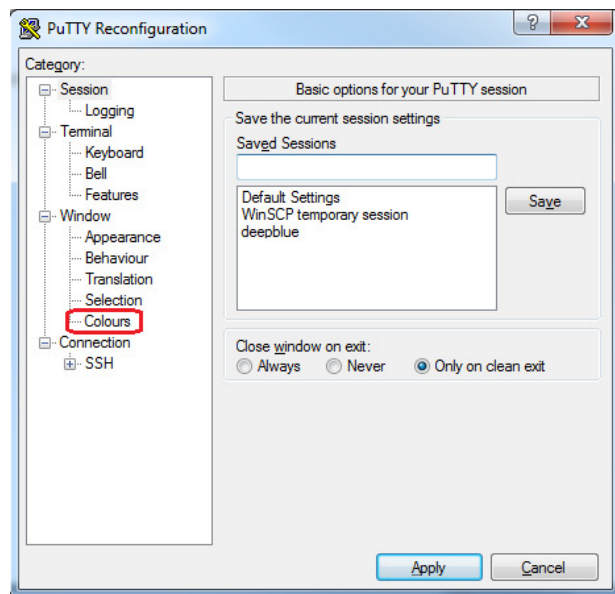 PuTTY Reconfiguration
Category:
Session
Logging
Terminal
Keyboard
Bell
Features
Window
Appearance
Behaviour
Translation
Selection
Colours
Connection
SSH
Basic options for your PuTTY session
Save the current session settings
Saved Sessions
Default Settings
WinSCP temporary session
deepblue
Save
Close window on exit:
Always Never Only on clean exit
Apply Cancel